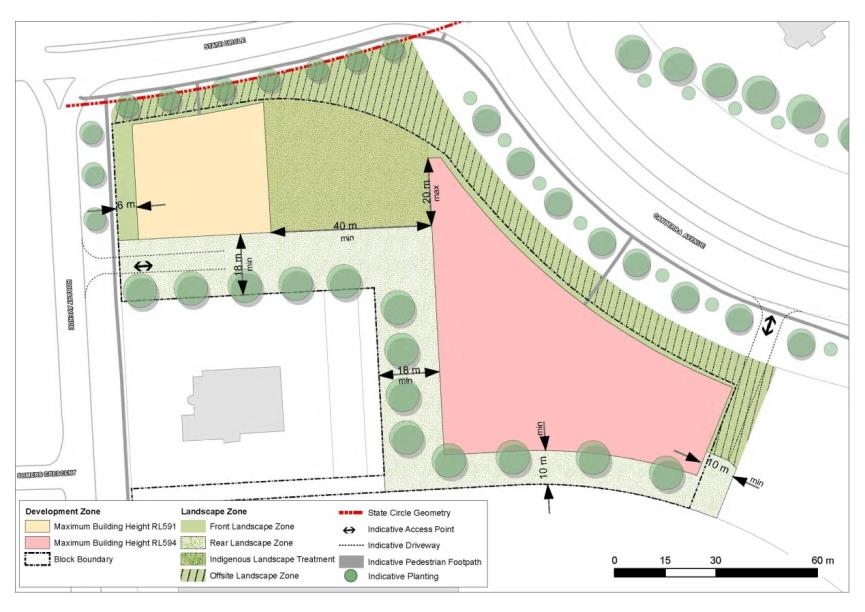 STATE CIRCLE
20 m
max
6 m
40 m
min
CANBERRA AVENUE
18 m
min
HOBART AVENUE
18 m
min
min
10 m
10 m
min
SOMERS CRESCENT
Development Zone
Maximum Building Height RL591
Maximum Building Height RL594
Block Boundary
Landscape Zone
Front Landscape Zone
Rear Landscape Zone
Indigenous Landscape Treatment
Offsite Landscape Zone
State Circle Geometry
Indicative Access Point
Indicative Driveway
Indicative Pedestrian Footpath
Indicative Planting
0 15 30 60 m